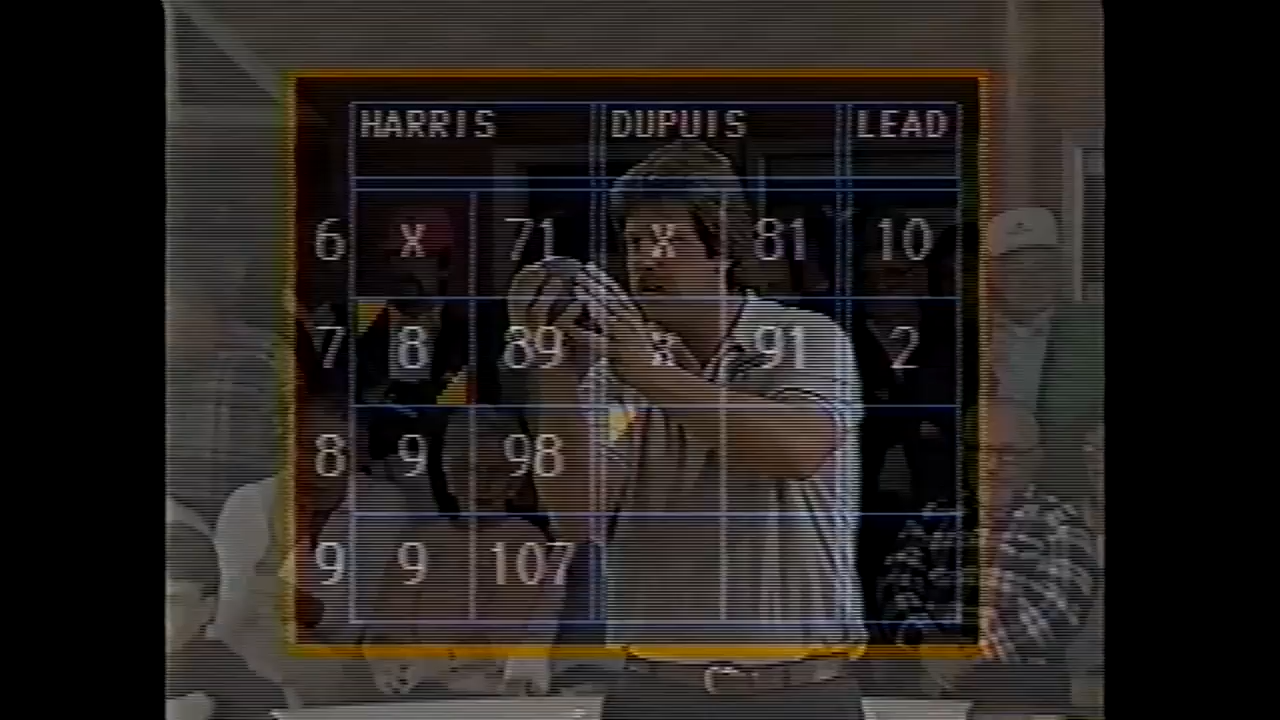 HARRIS DUPUIS LEAD
6 X 71 X 81 10
7 8 89 X 91 2
8 9 98
9 9 107